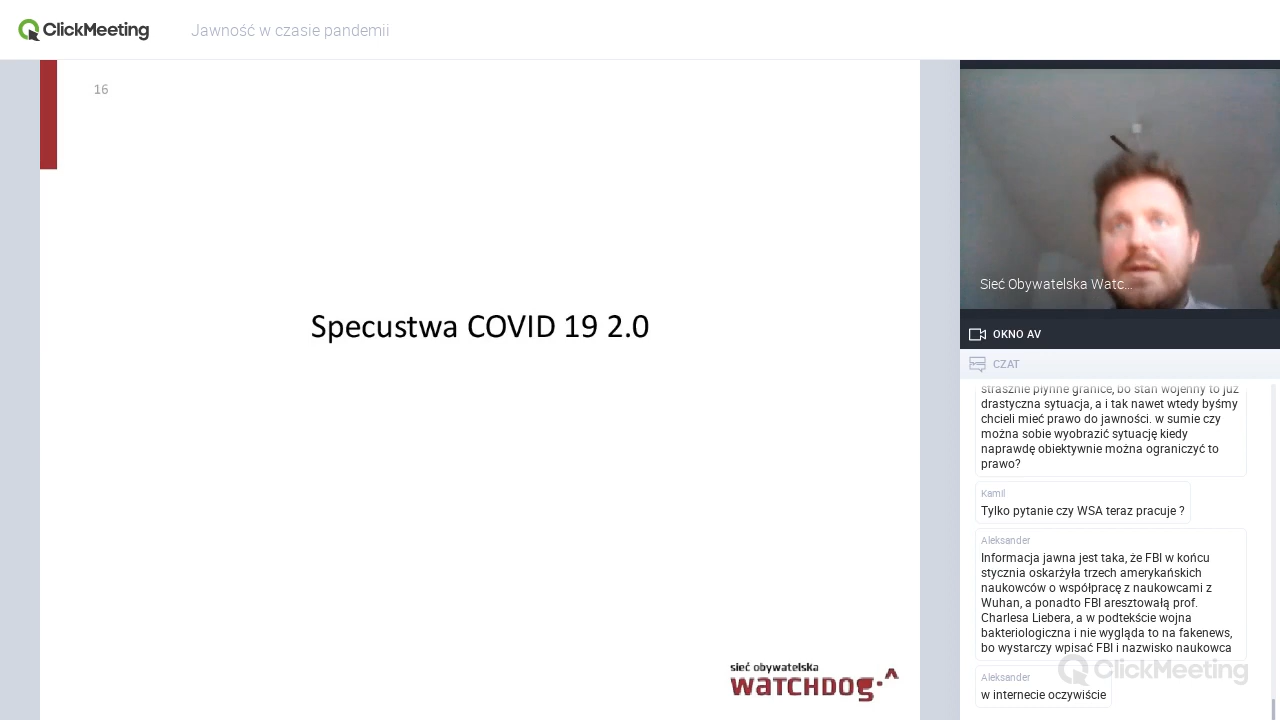 ClickMeeting
Jawność w czasie pandemii
16
Specustwa COVID 19 2.0
sieć obywatelska
WATCHDOG
Sieć Obywatelska Watc...
OKNO AV
CZAT
strasznie płynne granice, bo stan wojenny to już
drastyczna sytuacja, a i tak nawet wtedy byśmy
chcieli mieć prawo do jawności. w sumie czy
można sobie wyobrazić sytuację kiedy
naprawdę obiektywnie można ograniczyć to
prawo?
Kamil
Tylko pytanie czy WSA teraz pracuje ?
Aleksander
Informacja jawna jest taka, że FBI w końcu
stycznia oskarżyła trzech amerykańskich
naukowców o współpracę z naukowcami z
Wuhan, a ponadto FBI aresztowałą prof.
Charlesa Liebera, a w podtekście wojna
bakteriologiczna i nie wygląda to na fakenews,
bo wystarczy wpisać FBI i nazwisko naukowca
ClickMeeting
Aleksander
w internecie oczywiście